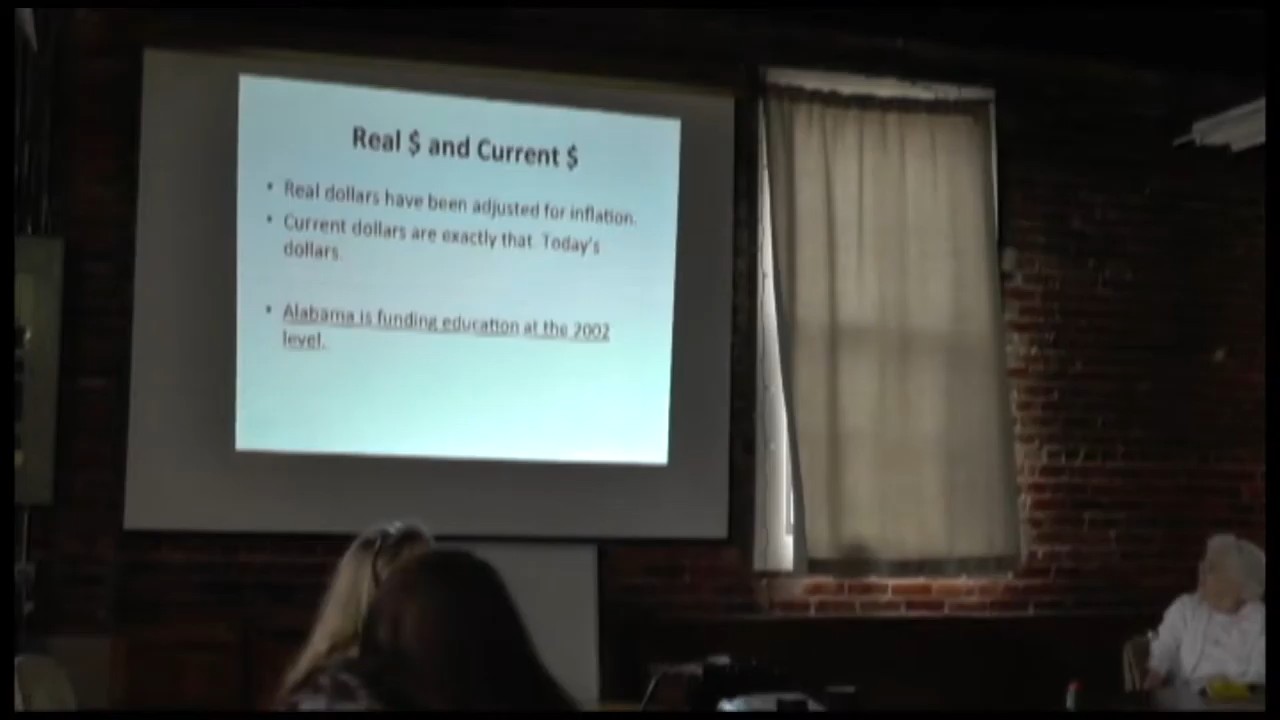 Real $ and Current $
• Real dollars have been adjusted for inflation.
• Current dollars are exactly that. Today's
dollars.
• Alabama is funding education at the 2002
level.